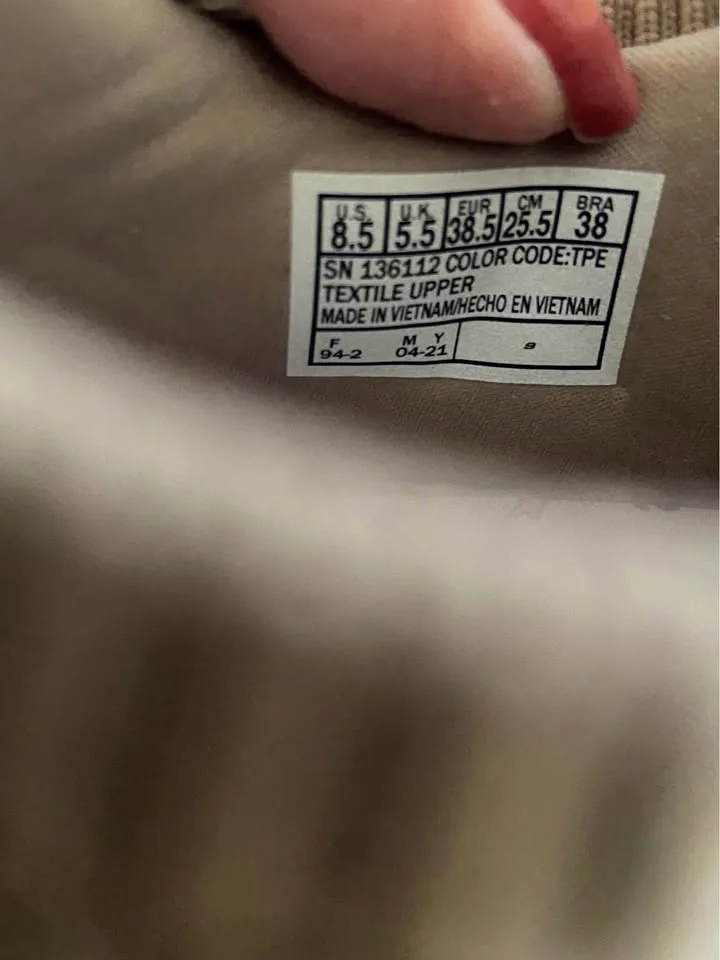 U.S. U.K. EUR CM BRA
8.5 5.5 38.5 25.5 38
SN 136112 COLOR CODE:TPE
TEXTILE UPPER
MADE IN VIETNAM/HECHO EN VIETNAM
F M Y
94-2 04-21